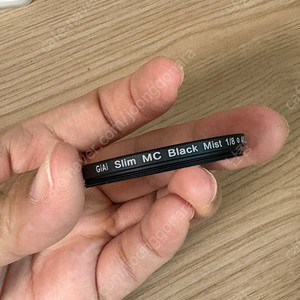 GiAi Slim MC Black Mist 1/8 ⌀